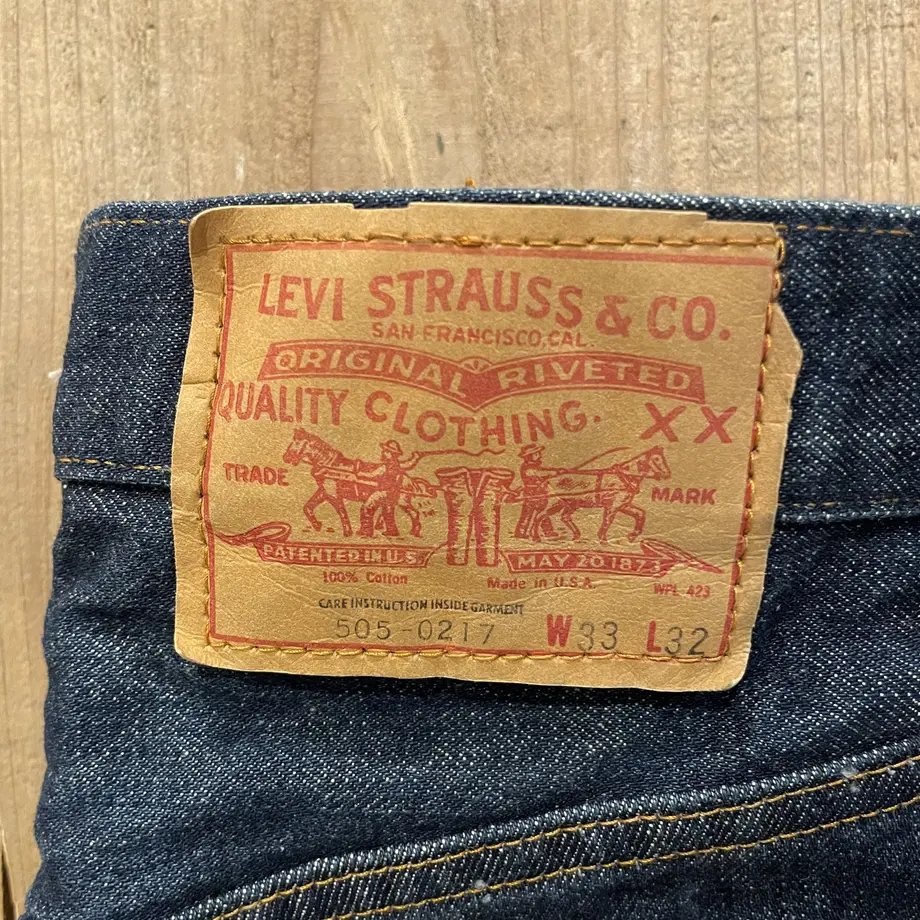 LEVI STRAUSS & CO.
SAN FRANCISCO, CAL.
ORIGINAL RIVETED
QUALITY CLOTHING. XX
TRADE MARK
PATENTED IN U.S. MAY 20 1873
100% Cotton Made in U.S.A. WPL 423
CARE INSTRUCTION INSIDE GARMENT
505-0217 W33 L32